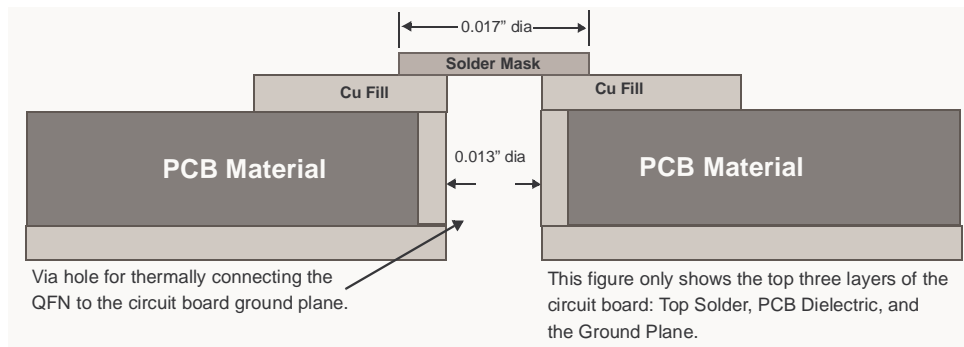 0.017” dia
Solder Mask
Cu Fill
Cu Fill
PCB Material
0.013” dia
PCB Material
Via hole for thermally connecting the
QFN to the circuit board ground plane.
This figure only shows the top three layers of the
circuit board: Top Solder, PCB Dielectric, and
the Ground Plane.